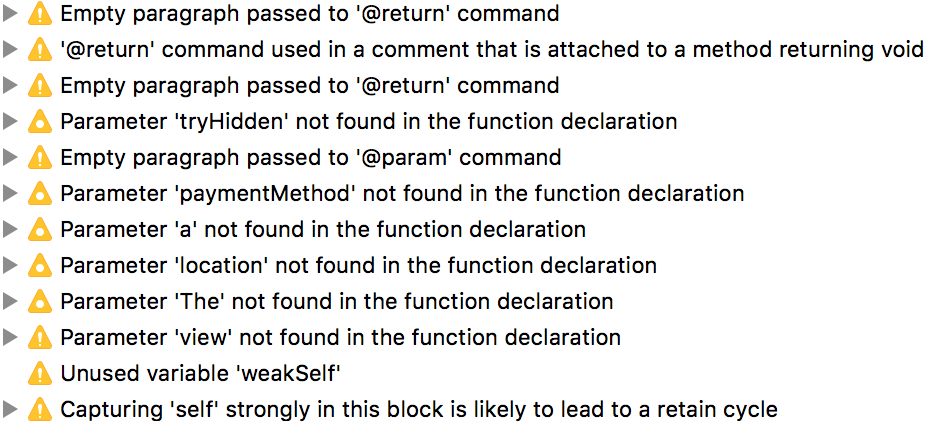 Empty paragraph passed to '@return' command
'@return' command used in a comment that is attached to a method returning void
Empty paragraph passed to '@return' command
Parameter 'tryHidden' not found in the function declaration
Empty paragraph passed to '@param' command
Parameter 'paymentMethod' not found in the function declaration
Parameter 'a' not found in the function declaration
Parameter 'location' not found in the function declaration
Parameter 'The' not found in the function declaration
Parameter 'view' not found in the function declaration
Unused variable 'weakSelf'
Capturing 'self' strongly in this block is likely to lead to a retain cycle